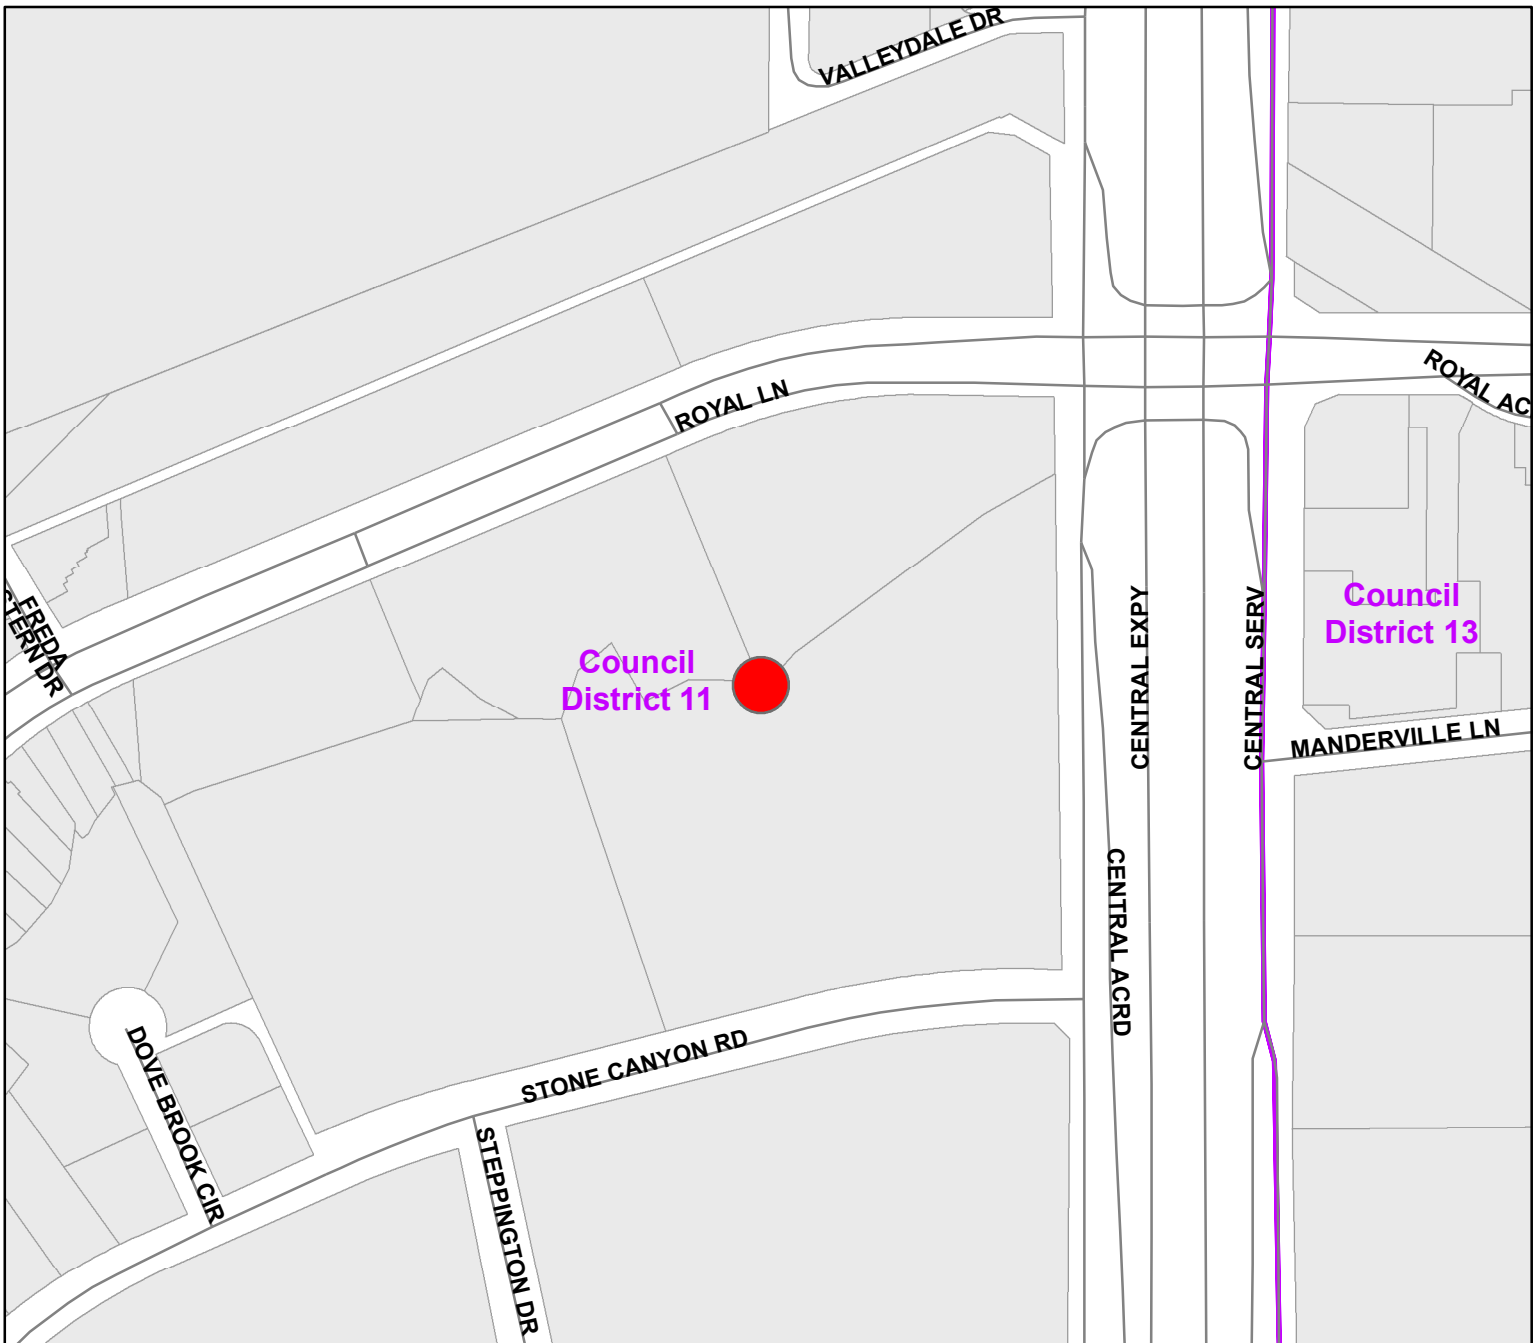 VALLEYDALE DR
ROYAL LN
ROYAL AC
FREDA
STERN DR
Council
District 11
Council
District 13
CENTRAL EXPY
CENTRAL SERV
MANDERVILLE LN
CENTRAL ACRD
STONE CANYON RD
DOVE BROOK CIR
STEPPINGTON DR